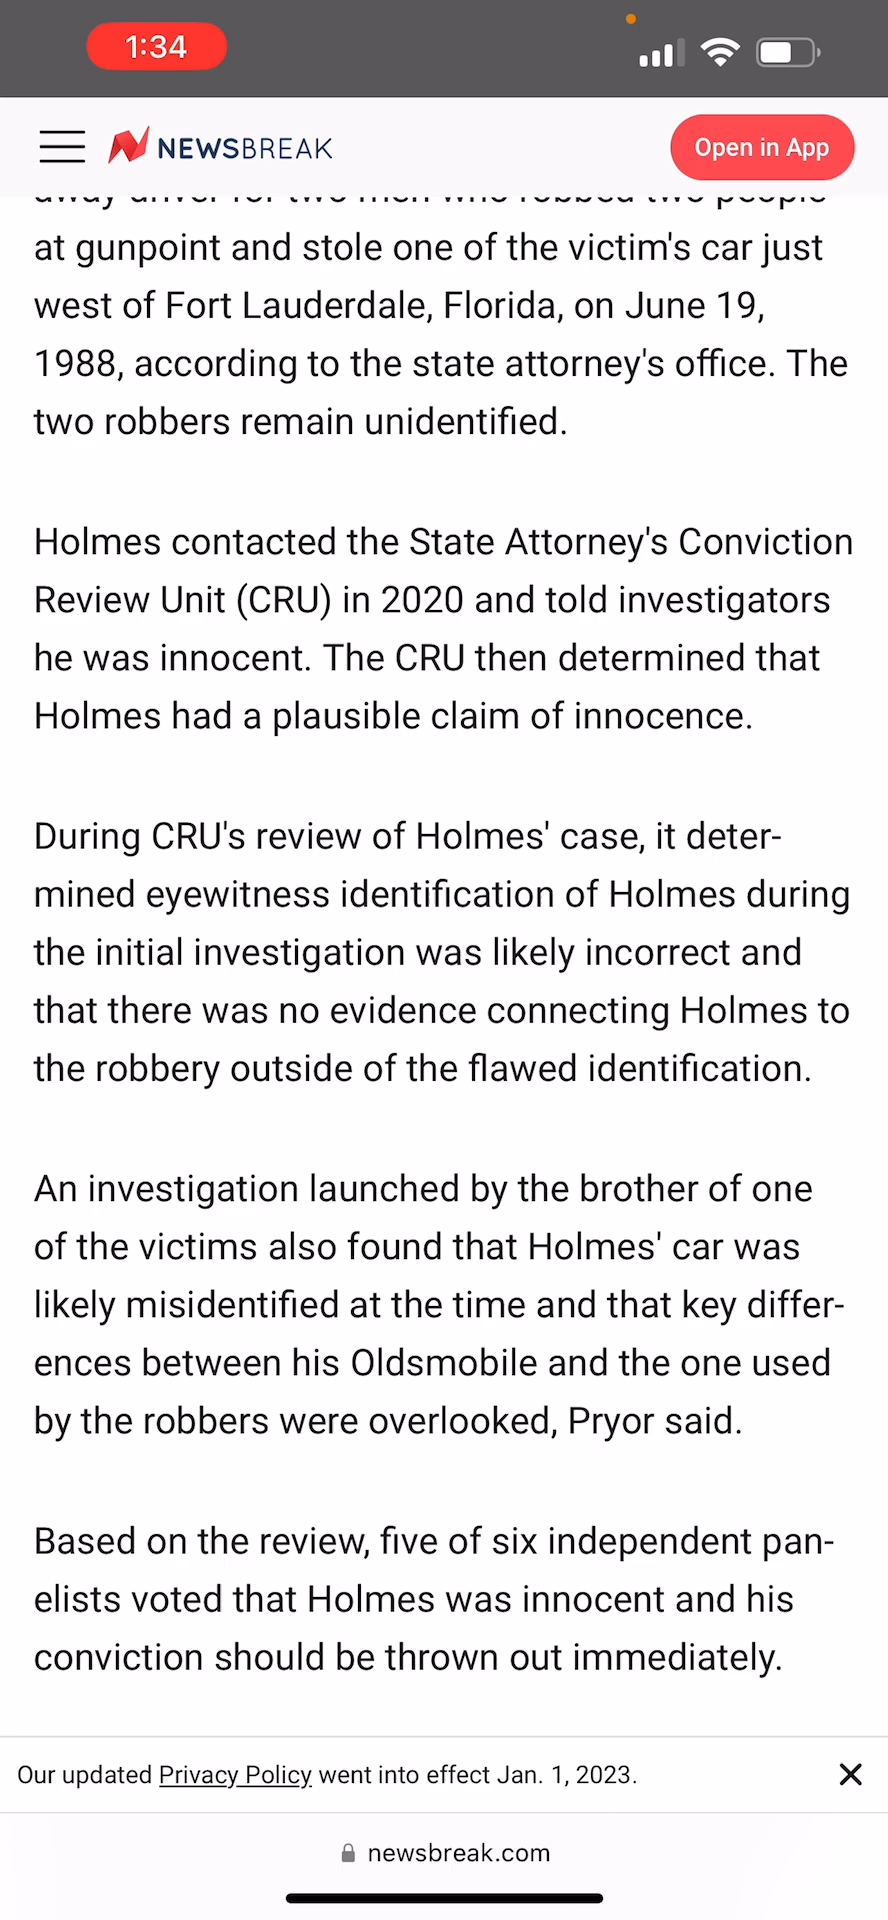 1:34
NEWSBREAK
Open in App
at gunpoint and stole one of the victim's car just
west of Fort Lauderdale, Florida, on June 19,
1988, according to the state attorney's office. The
two robbers remain unidentified.
Holmes contacted the State Attorney's Conviction
Review Unit (CRU) in 2020 and told investigators
he was innocent. The CRU then determined that
Holmes had a plausible claim of innocence.
During CRU's review of Holmes' case, it deter-
mined eyewitness identification of Holmes during
the initial investigation was likely incorrect and
that there was no evidence connecting Holmes to
the robbery outside of the flawed identification.
An investigation launched by the brother of one
of the victims also found that Holmes' car was
likely misidentified at the time and that key differ-
ences between his Oldsmobile and the one used
by the robbers were overlooked, Pryor said.
Based on the review, five of six independent pan-
elists voted that Holmes was innocent and his
conviction should be thrown out immediately.
Our updated Privacy Policy went into effect Jan. 1, 2023.
newsbreak.com